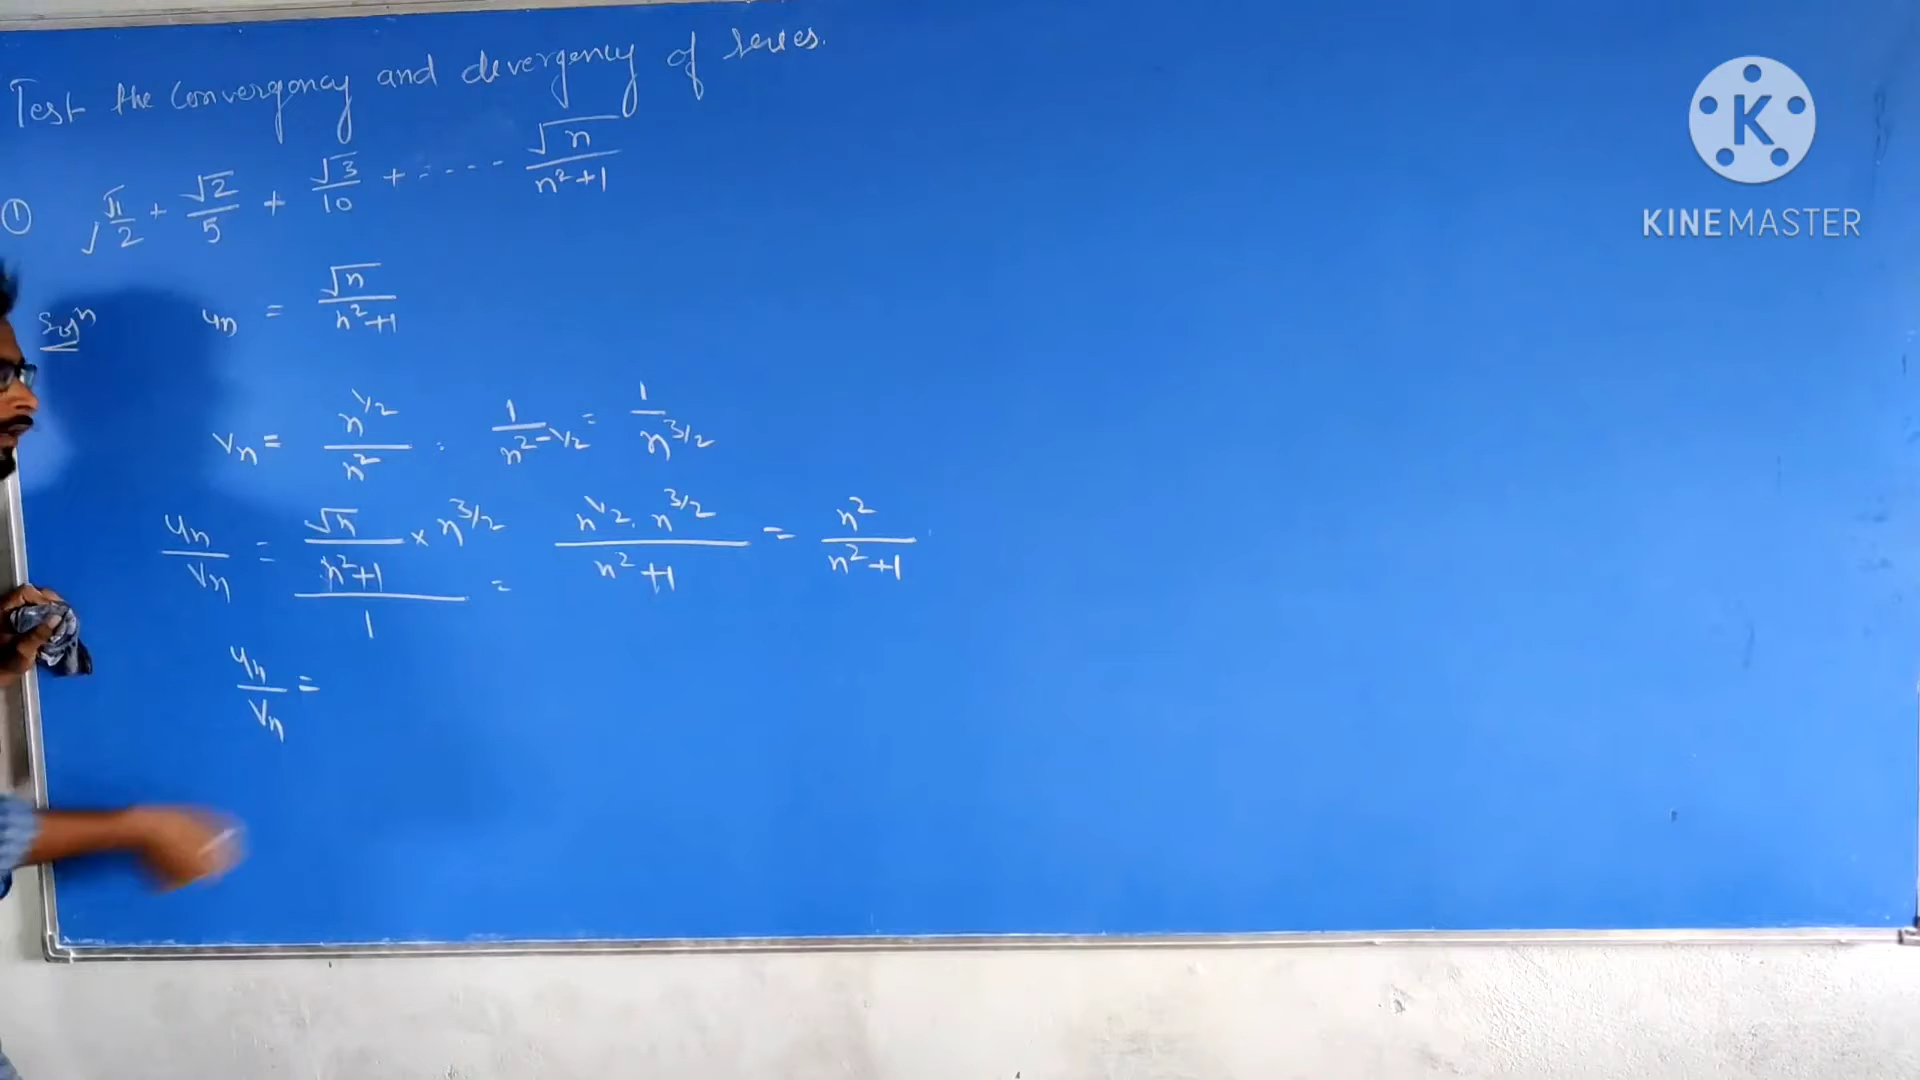 Test the convergency and devergency of series.
① √ √1/2 + √2/5 + √3/10 + ---- √n/n²+1
Solⁿ uₙ = √n/n²+1
Vₙ = n^1/2/n² . 1/n²-1/2 = 1/n^3/2
uₙ/Vₙ = √n/n²+1 × n^3/2 / 1 = n^1/2 . n^3/2/n²+1 = n²/n²+1
uₙ/Vₙ =
K
KINEMASTER